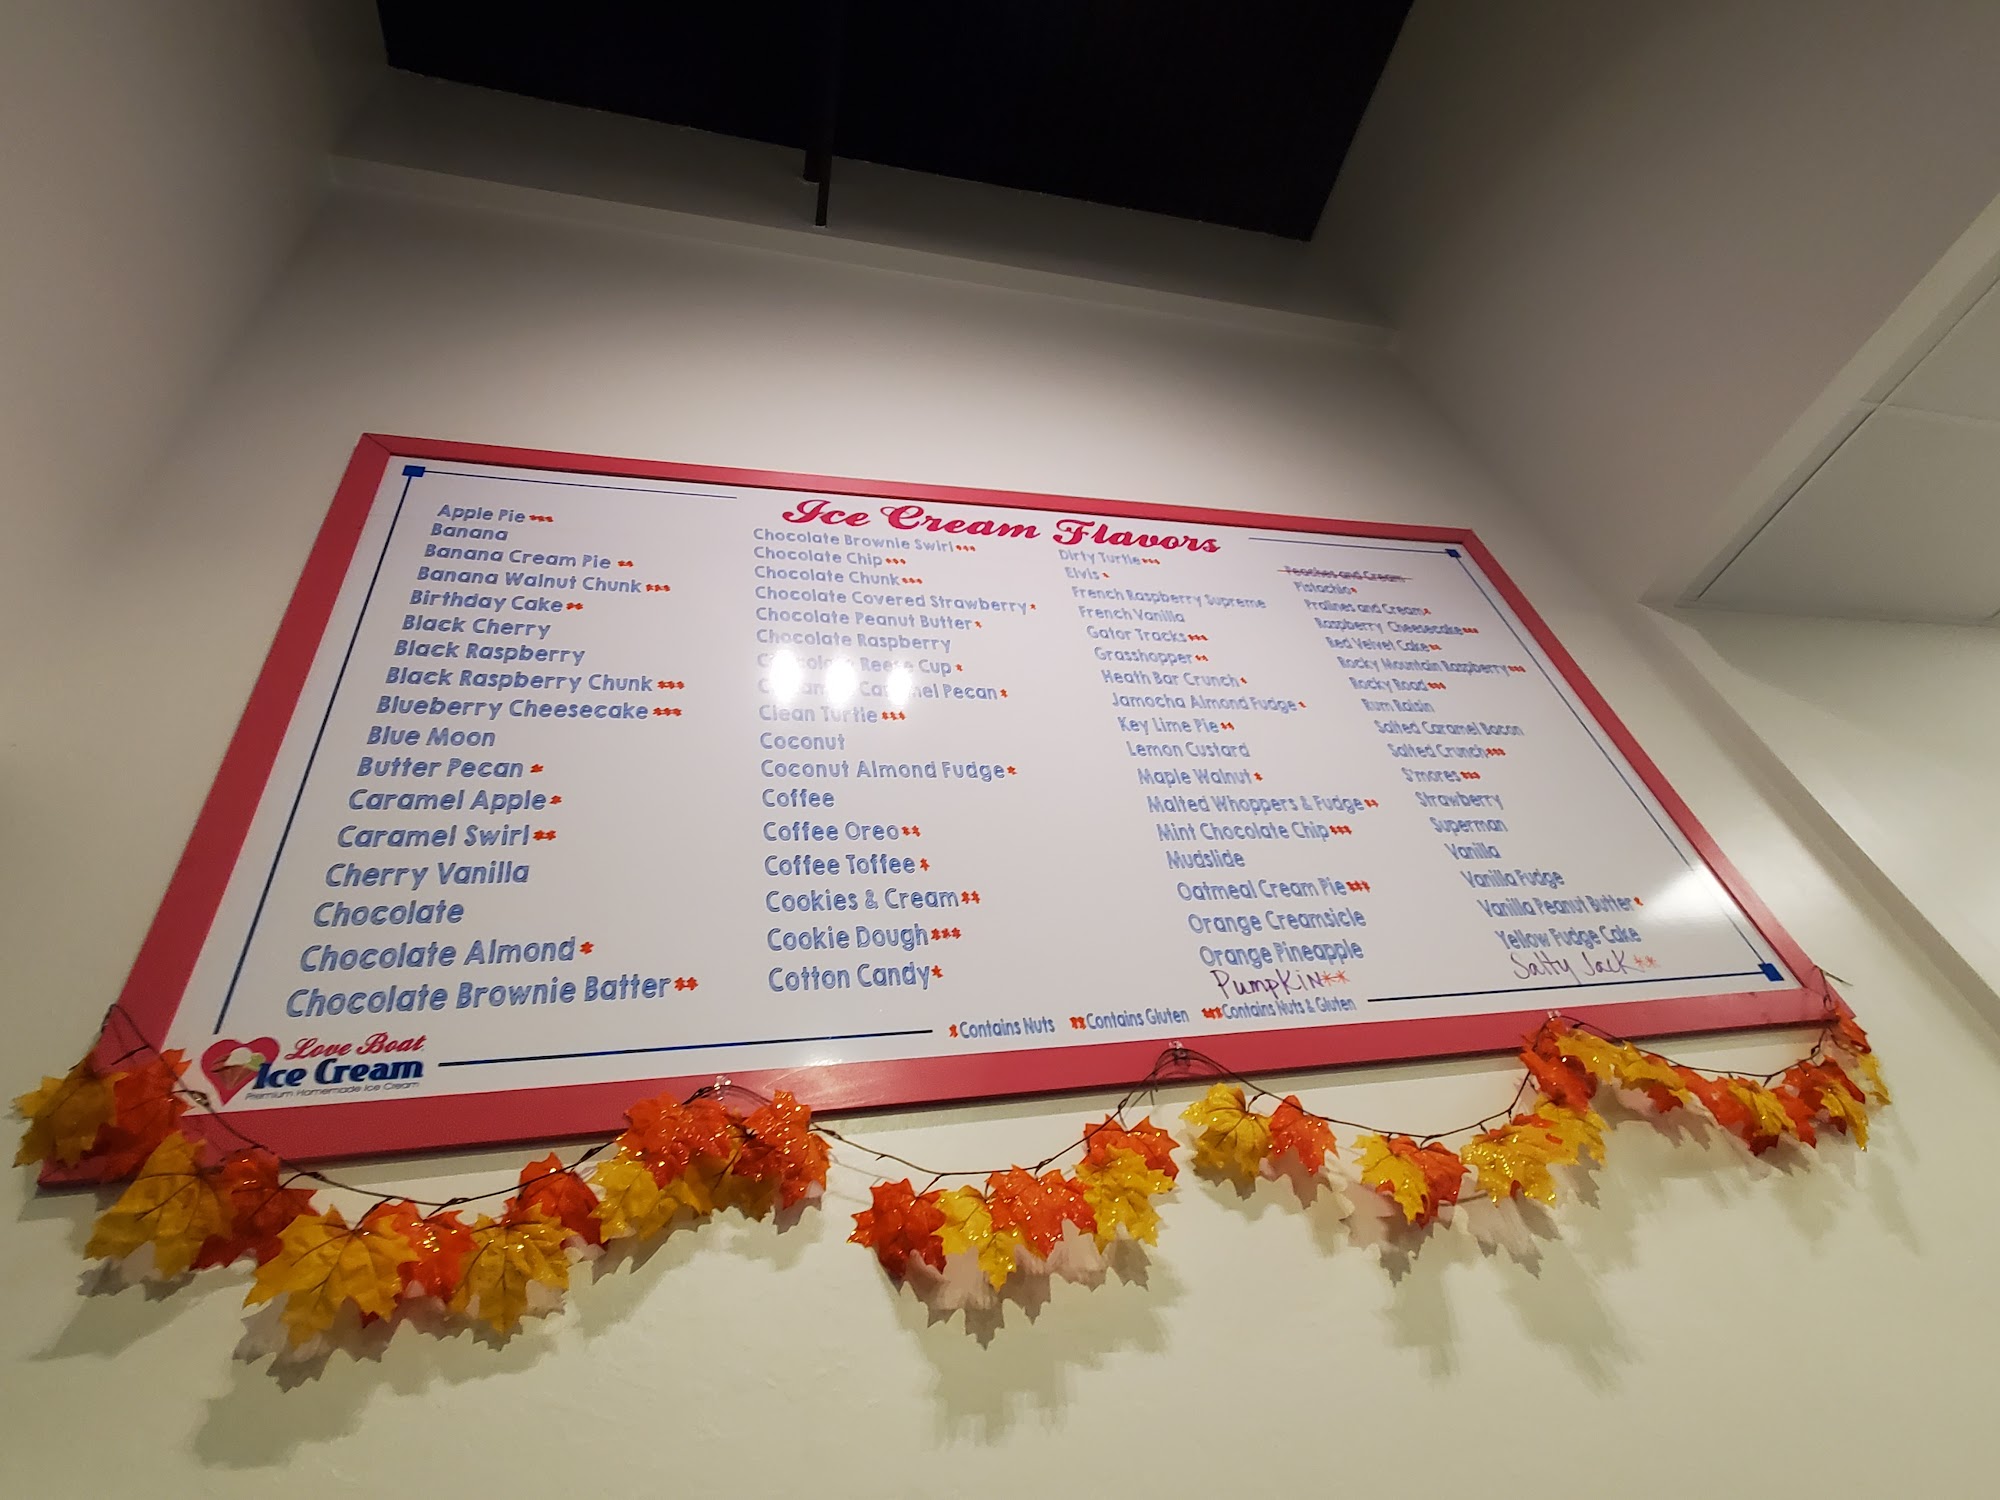 Ice Cream Flavors
Apple Pie***
Banana
Banana Cream Pie **
Banana Walnut Chunk ***
Birthday Cake**
Black Cherry
Black Raspberry
Black Raspberry Chunk ***
Blueberry Cheesecake***
Blue Moon
Butter Pecan *
Caramel Apple*
Caramel Swirl**
Cherry Vanilla
Chocolate
Chocolate Almond*
Chocolate Brownie Batter**
Chocolate Brownie Swirl***
Chocolate Chip***
Chocolate Chunk***
Chocolate Covered Strawberry*
Chocolate Peanut Butter*
Chocolate Raspberry
Chocolate Reese Cup*
Caramel Pecan*
Clean Turtle***
Coconut
Coconut Almond Fudge*
Coffee
Coffee Oreo**
Coffee Toffee*
Cookies & Cream**
Cookie Dough***
Cotton Candy*
Dirty Turtle***
Elvis*
French Raspberry Supreme
French Vanilla
Gator Tracks***
Grasshopper**
Heath Bar Crunch*
Jamocha Almond Fudge*
Key Lime Pie**
Lemon Custard
Maple Walnut*
Malted Whoppers & Fudge**
Mint Chocolate Chip***
Mudslide
Oatmeal Cream Pie***
Orange Creamsicle
Orange Pineapple
Pumpkin**
Peaches and Cream
Pistachio*
Pralines and Cream*
Raspberry Cheesecake***
Red Velvet Cake**
Rocky Mountain Raspberry***
Rocky Road***
Rum Raisin
Salted Caramel Bacon
Salted Crunch***
S'mores***
Strawberry
Superman
Vanilla
Vanilla Fudge
Vanilla Peanut Butter*
Yellow Fudge Cake
Salty Jack**
*Contains Nuts **Contains Gluten ***Contains Nuts & Gluten
Love Boat
Ice Cream
Premium Homemade Ice Cream